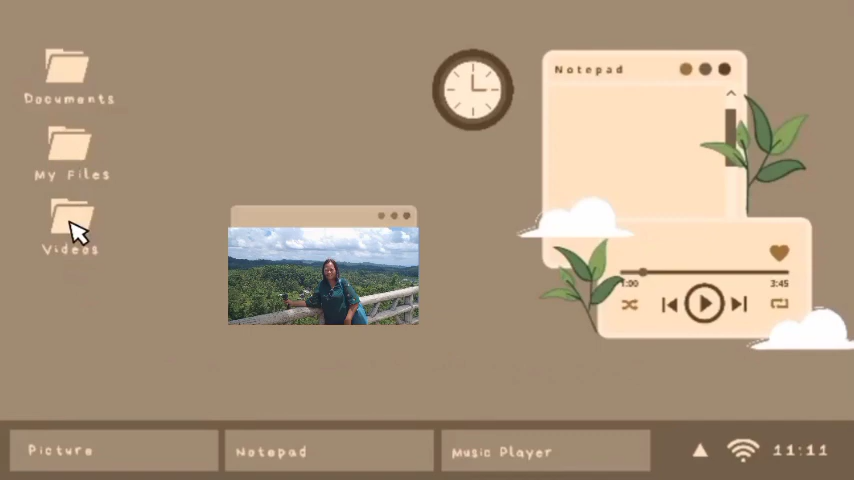 Documents
My Files
Videos
Notepad
1:00
3:45
Picture
Notepad
Music Player
11:11